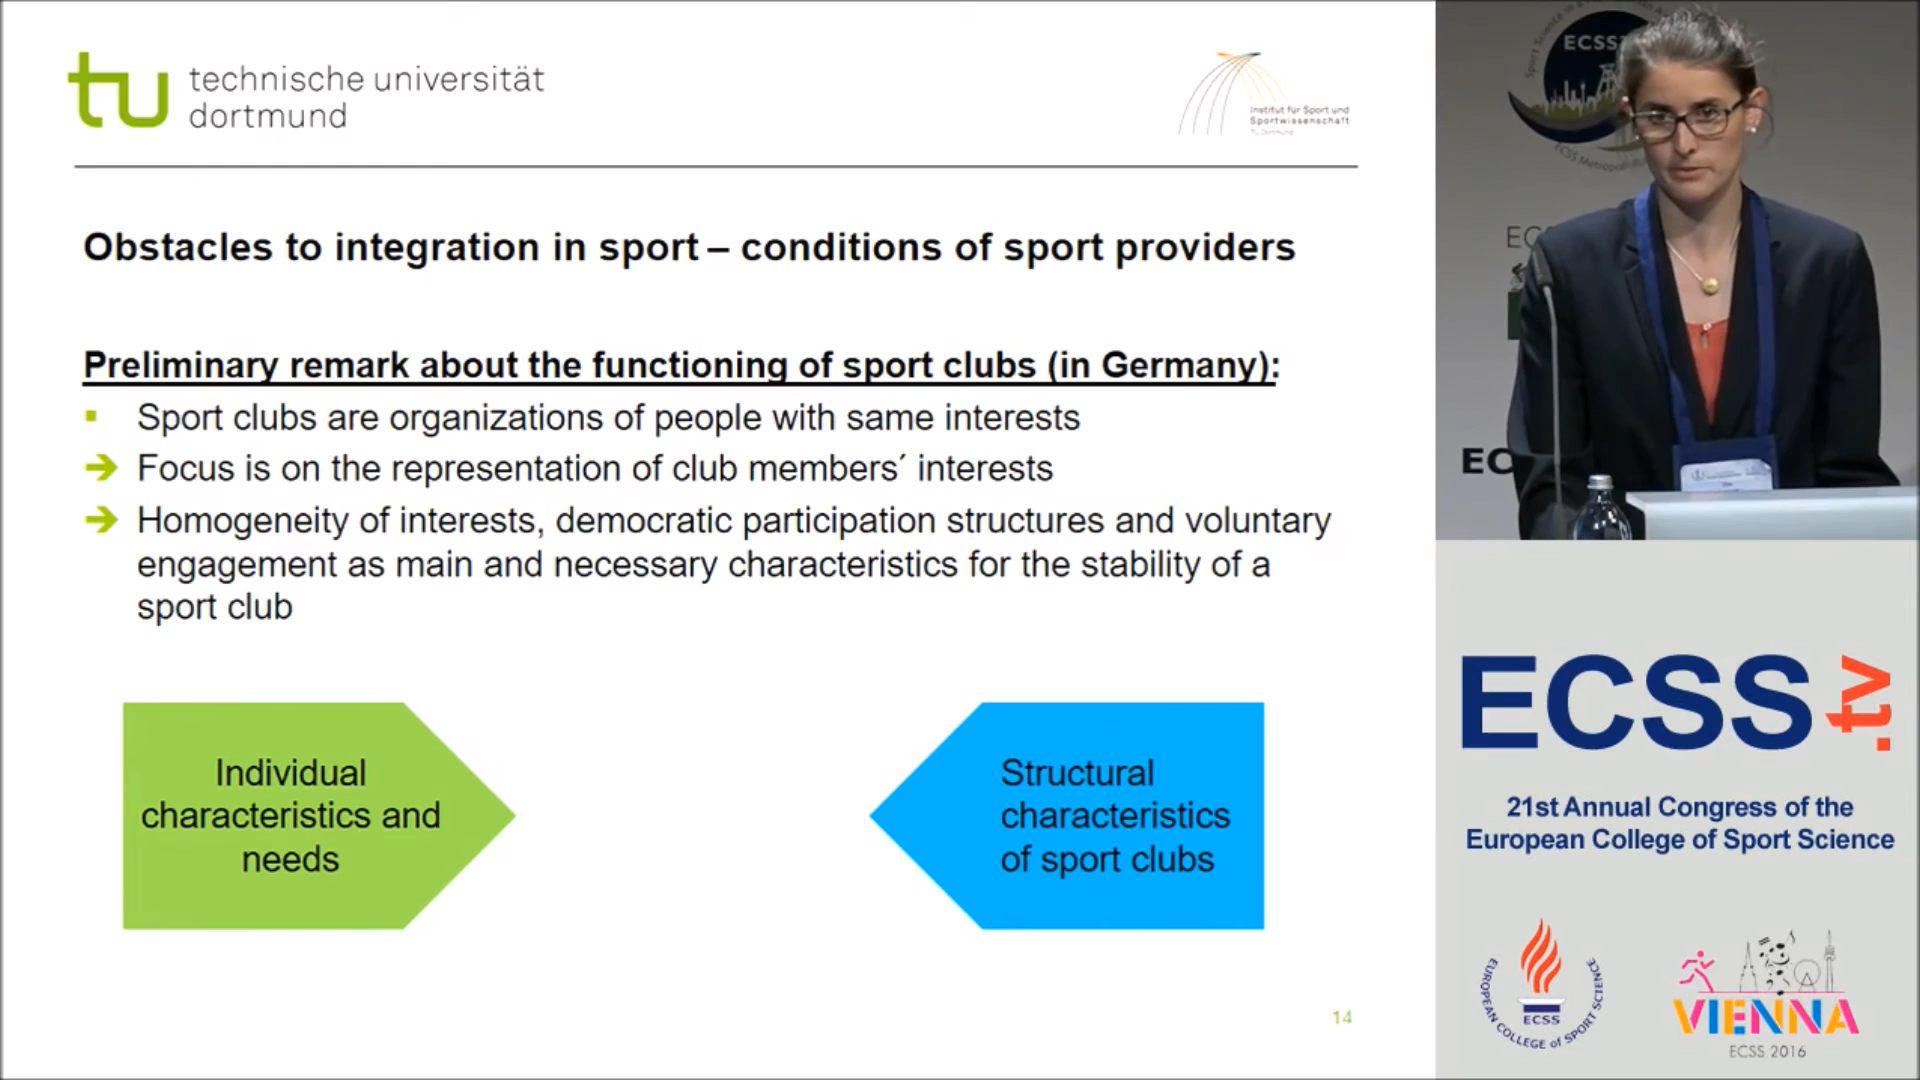 technische universität
dortmund
Institut für Sport und
Sportwissenschaft
TU Dortmund
Obstacles to integration in sport – conditions of sport providers
Preliminary remark about the functioning of sport clubs (in Germany):
Sport clubs are organizations of people with same interests
Focus is on the representation of club members´ interests
Homogeneity of interests, democratic participation structures and voluntary
engagement as main and necessary characteristics for the stability of a
sport club
Individual
characteristics and
needs
Structural
characteristics
of sport clubs
14
ECSS
EC
EC
ECSS.tv
21st Annual Congress of the
European College of Sport Science
EUROPEAN COLLEGE of SPORT SCIENCE
ECSS
VIENNA
ECSS 2016